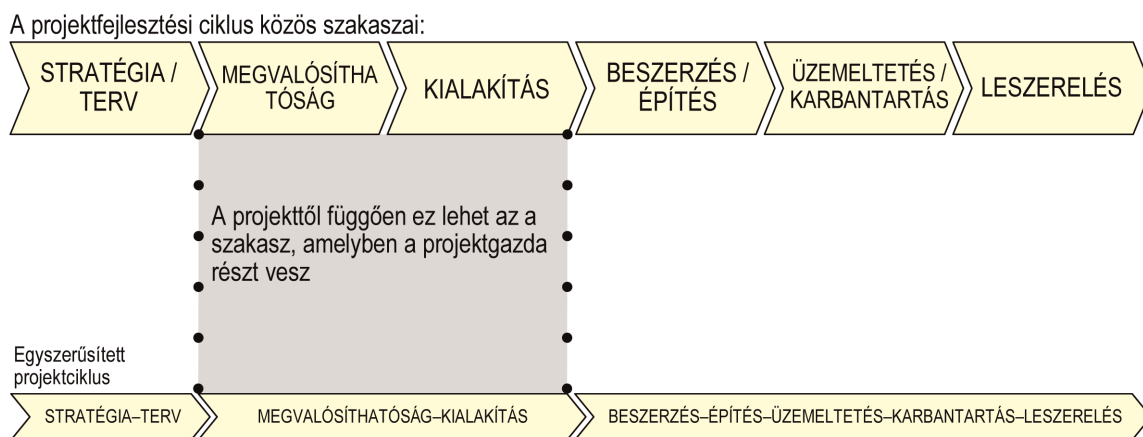 A projektfejlesztési ciklus közös szakaszai:
STRATÉGIA /
TERV
MEGVALÓSÍTHA
TÓSÁG
KIALAKÍTÁS
BESZERZÉS /
ÉPÍTÉS
ÜZEMELTETÉS /
KARBANTARTÁS
LESZERELÉS
A projekttől függően ez lehet az a
szakasz, amelyben a projektgazda
részt vesz
Egyszerűsített
projektciklus
STRATÉGIA–TERV
MEGVALÓSÍTHATÓSÁG–KIALAKÍTÁS
BESZERZÉS–ÉPÍTÉS–ÜZEMELTETÉS–KARBANTARTÁS–LESZERELÉS